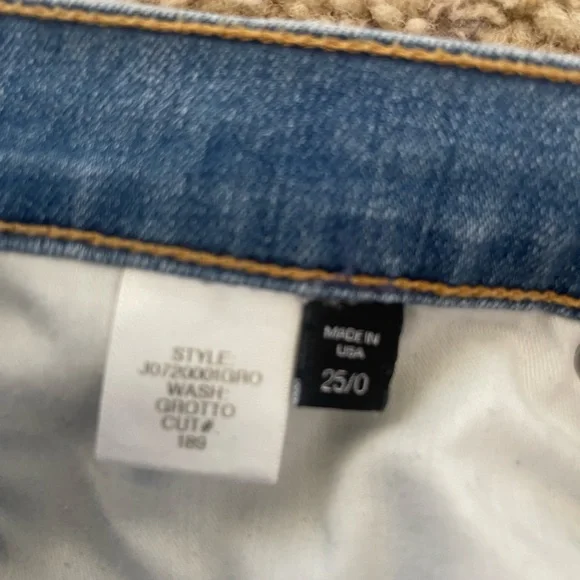 STYLE:
J0720001GRO
WASH:
GROTTO
CUT#:
189
MADE IN
USA
25/0